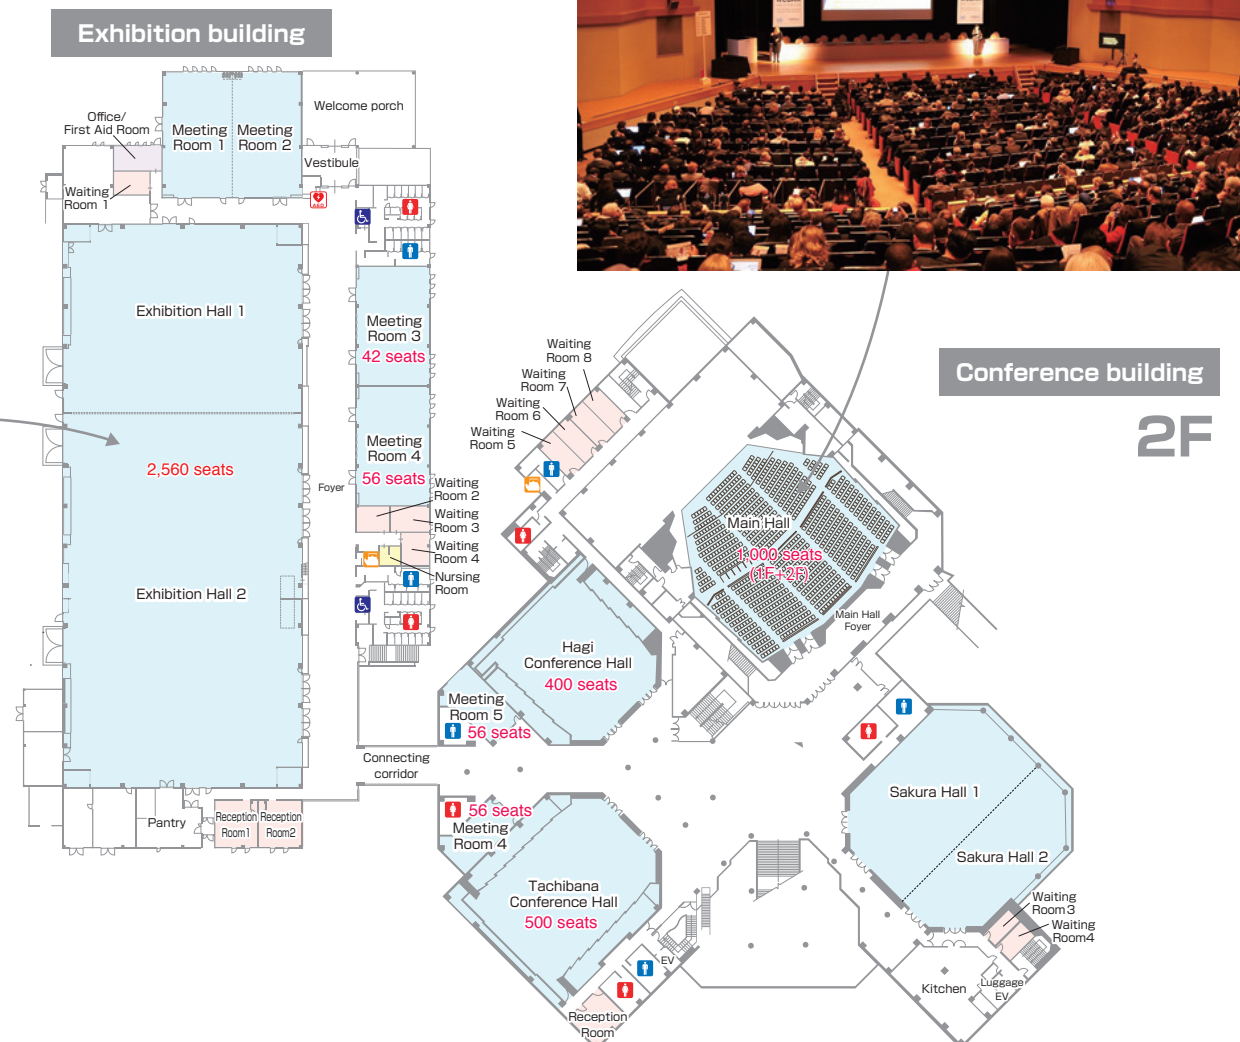 Exhibition building
Welcome porch
Office/
First Aid Room
Meeting
Room 1
Meeting
Room 2
Vestibule
Waiting
Room 1
AED
Exhibition Hall 1
Meeting
Room 3
42 seats
2,560 seats
Meeting
Room 4
56 seats
Foyer
Waiting
Room 2
Waiting
Room 3
Waiting
Room 4
Nursing
Room
Exhibition Hall 2
Pantry
Reception
Room1
Reception
Room2
Connecting
corridor
Conference building
2F
Waiting
Room 8
Waiting
Room 7
Waiting
Room 6
Waiting
Room 5
Main Hall
1,000 seats
(1F+2F)
Main Hall
Foyer
Hagi
Conference Hall
400 seats
Meeting
Room 5
56 seats
56 seats
Meeting
Room 4
Tachibana
Conference Hall
500 seats
Sakura Hall 1
Sakura Hall 2
Waiting
Room3
Waiting
Room4
EV
Kitchen
Luggage
EV
Reception
Room